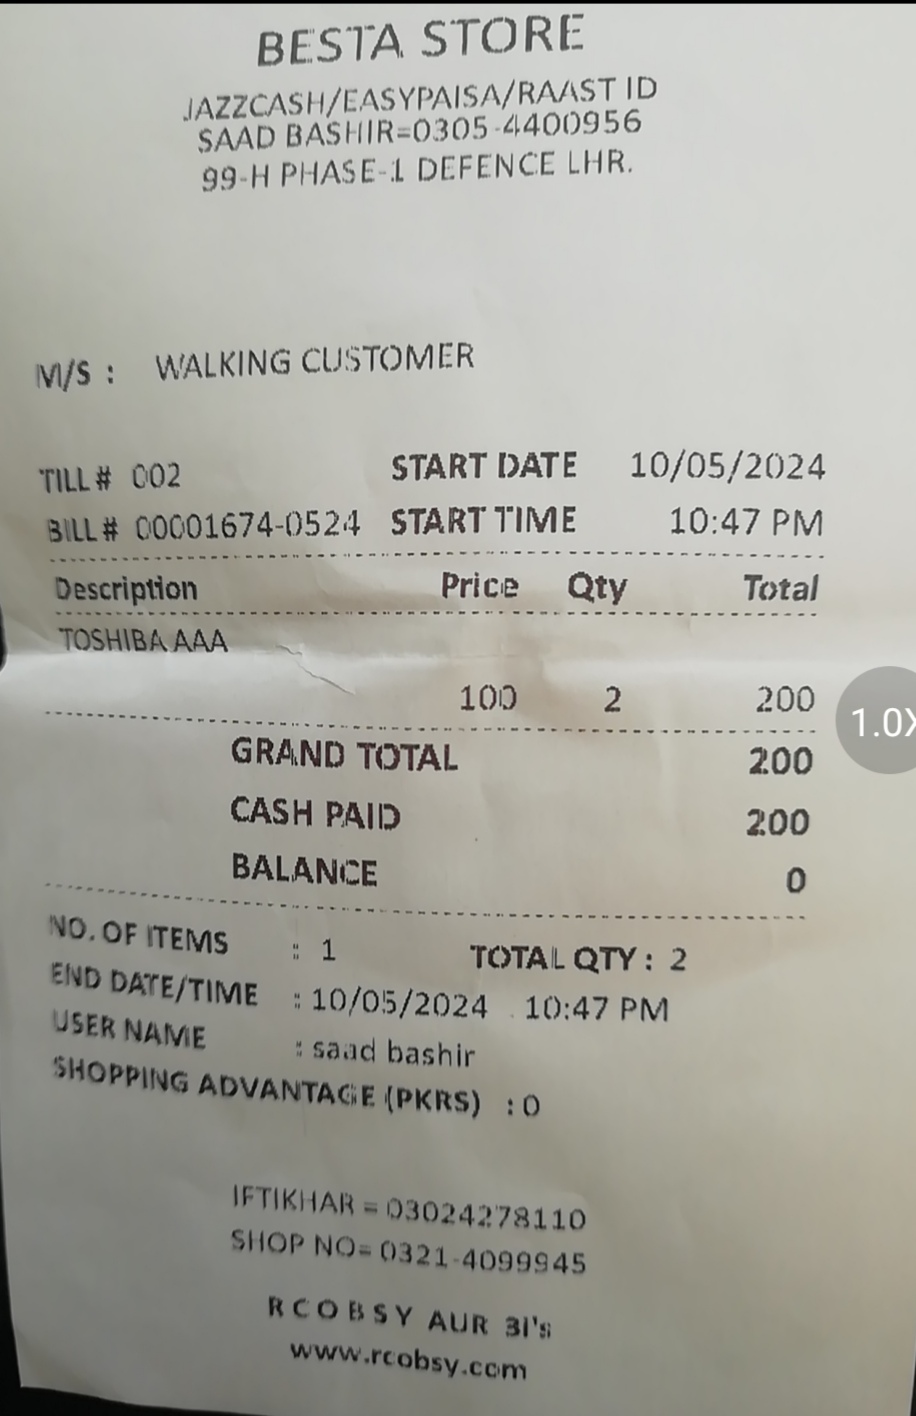 BESTA STORE
JAZZCASH/EASYPAISA/RAAST ID
SAAD BASHIR=0305-4400956
99-H PHASE-1 DEFENCE LHR.
M/S : WALKING CUSTOMER
TILL # 002 START DATE 10/05/2024
BILL # 00001674-0524 START TIME 10:47 PM
Description Price Qty Total
TOSHIBA AAA
100 2 200
1.0X
GRAND TOTAL 200
CASH PAID 200
BALANCE 0
NO. OF ITEMS : 1 TOTAL QTY : 2
END DATE/TIME : 10/05/2024 10:47 PM
USER NAME : saad bashir
SHOPPING ADVANTAGE (PKRS) : 0
IFTIKHAR = 03024278110
SHOP NO= 0321-4099945
R C O B S Y AUR 3I's
www.rcobsy.com